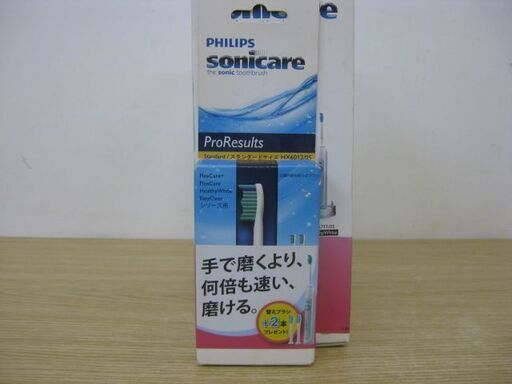 PHILIPS
sonicare
the sonic toothbrush
ProResults
Standard/スタンダードサイズ HX6012/05
FlexCare+
FlexCare
HealthyWhite
EasyClean
シリーズ用
手で磨くより、
何倍も速い、
磨ける。
替えブラシ
+2本
プレゼント!
e